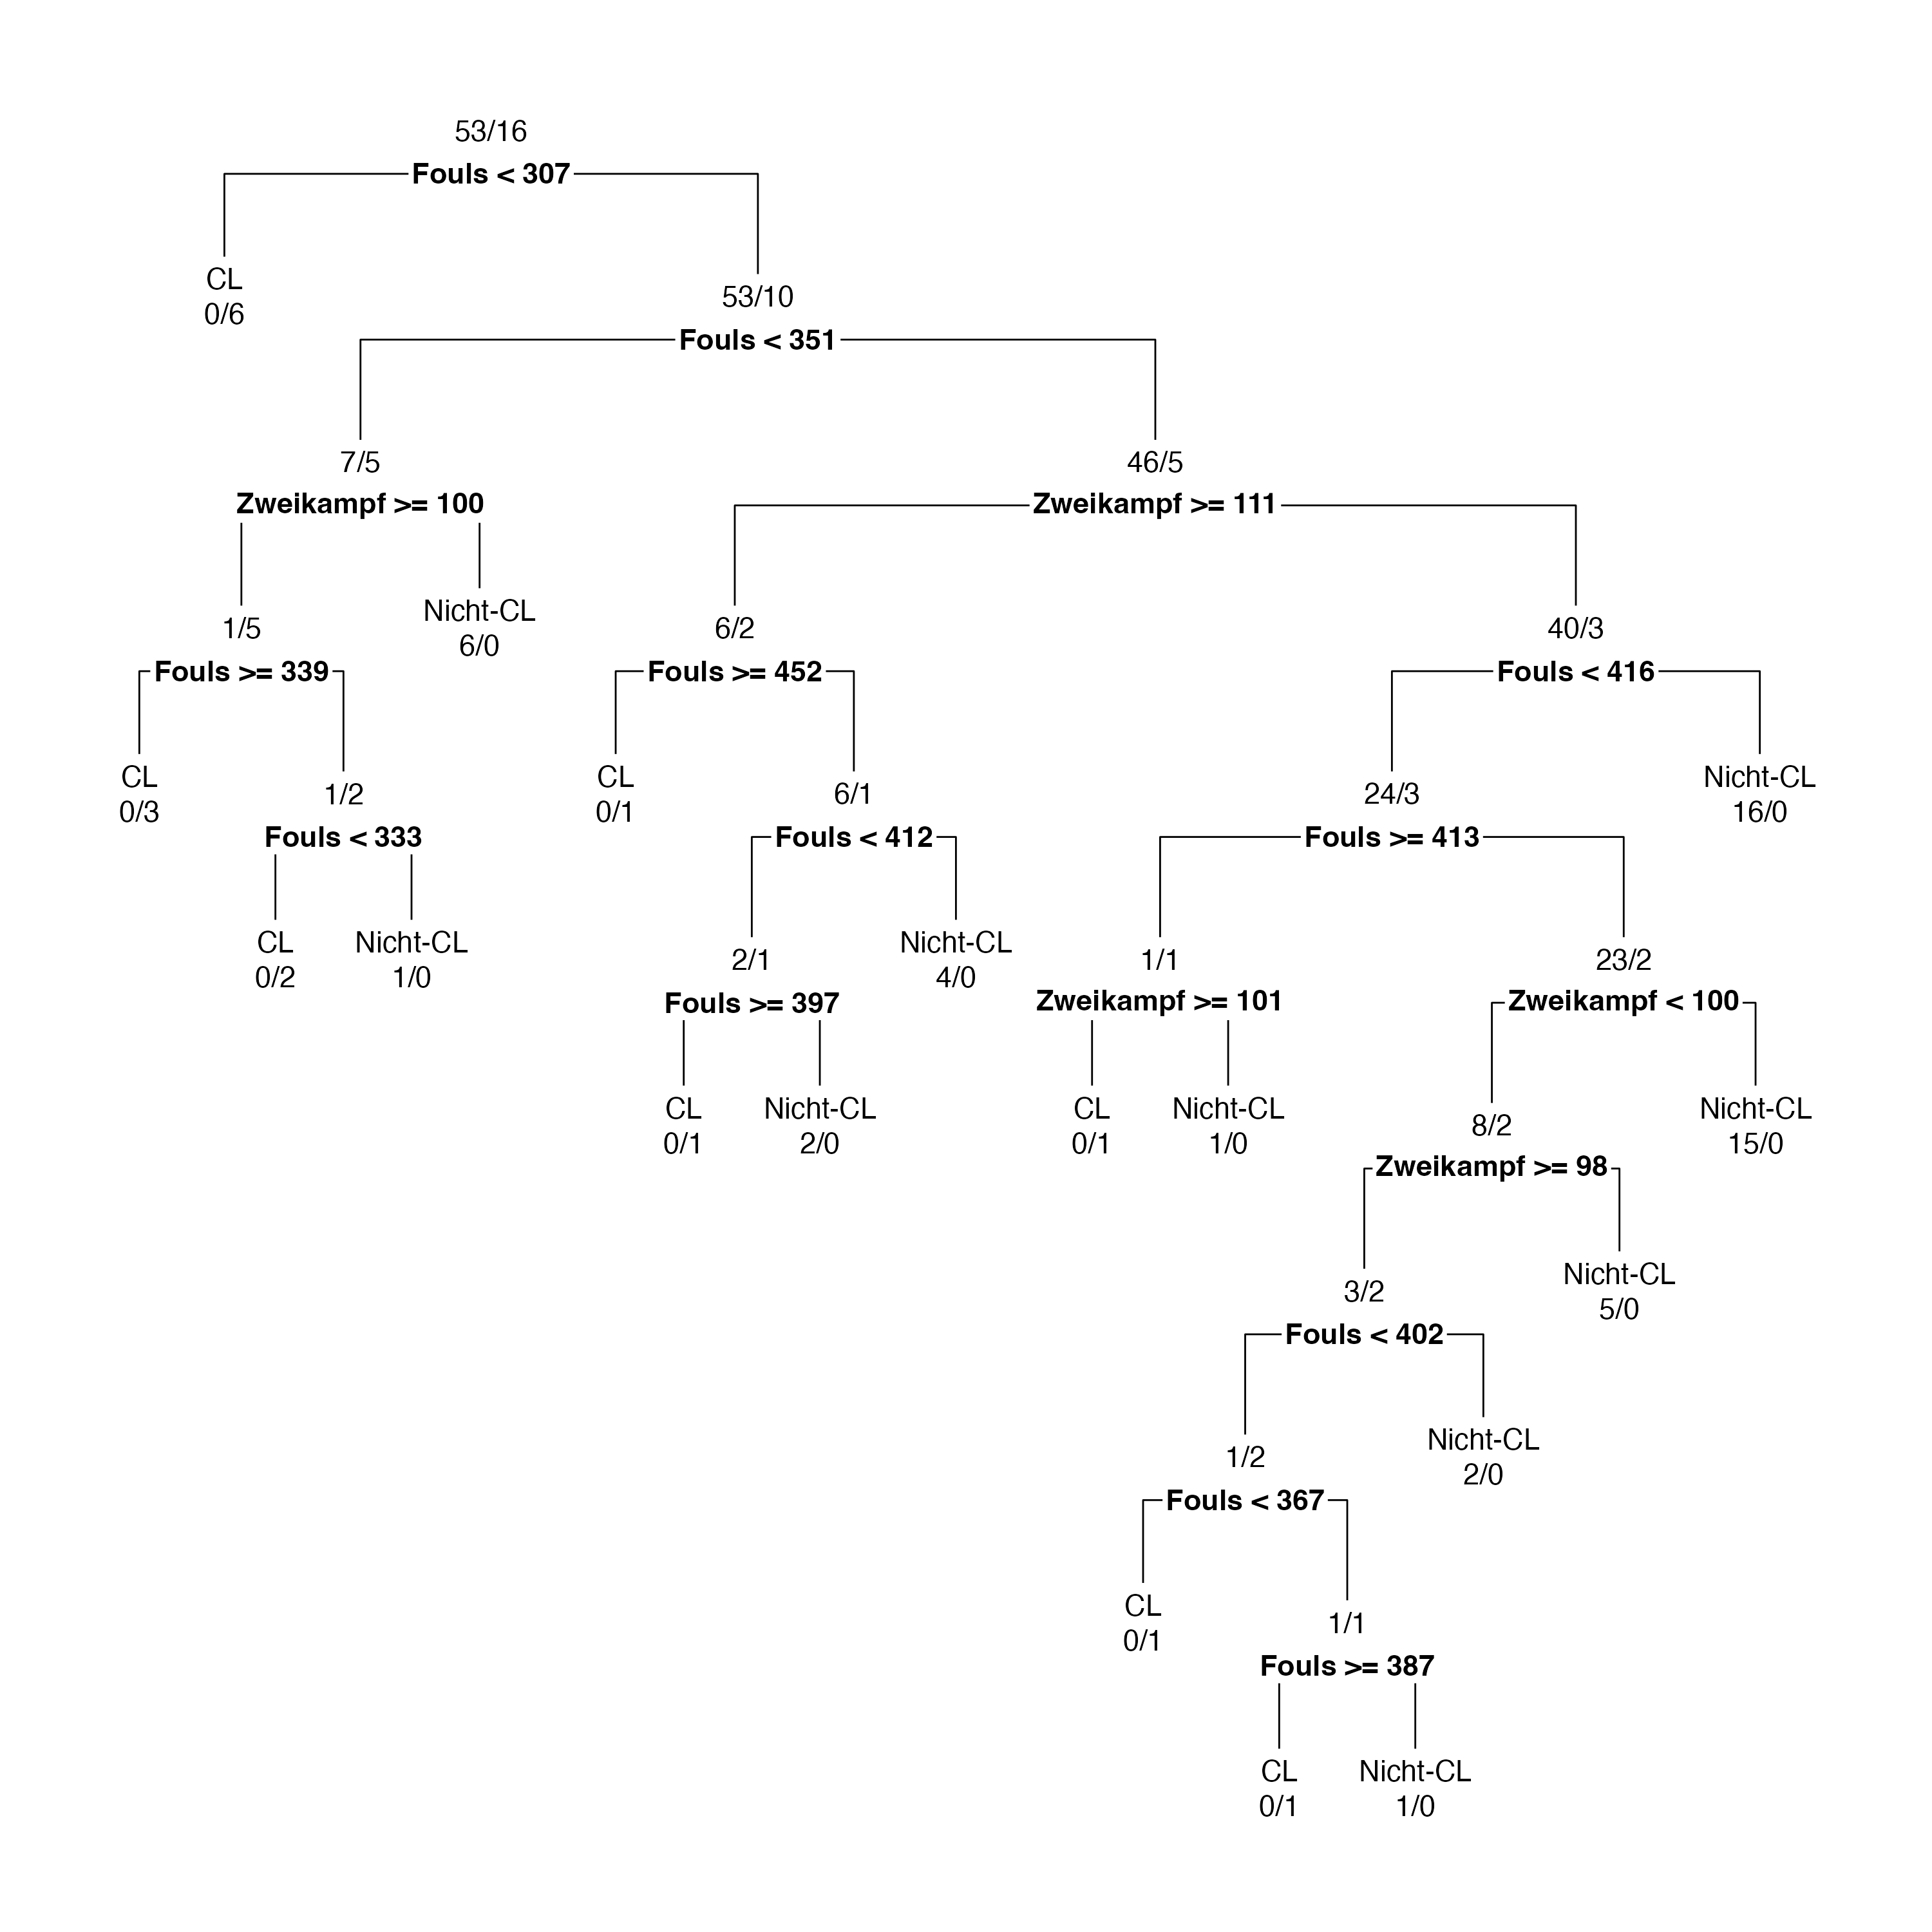 53/16
Fouls < 307
CL
0/6
53/10
Fouls < 351
7/5
Zweikampf >= 100
46/5
Zweikampf >= 111
1/5
Fouls >= 339
Nicht-CL
6/0
6/2
Fouls >= 452
40/3
Fouls < 416
CL
0/3
1/2
Fouls < 333
CL
0/1
6/1
Fouls < 412
24/3
Fouls >= 413
Nicht-CL
16/0
CL
0/2
Nicht-CL
1/0
2/1
Fouls >= 397
Nicht-CL
4/0
1/1
Zweikampf >= 101
23/2
Zweikampf < 100
CL
0/1
Nicht-CL
2/0
CL
0/1
Nicht-CL
1/0
8/2
Zweikampf >= 98
Nicht-CL
15/0
3/2
Fouls < 402
Nicht-CL
5/0
1/2
Fouls < 367
Nicht-CL
2/0
CL
0/1
1/1
Fouls >= 387
CL
0/1
Nicht-CL
1/0